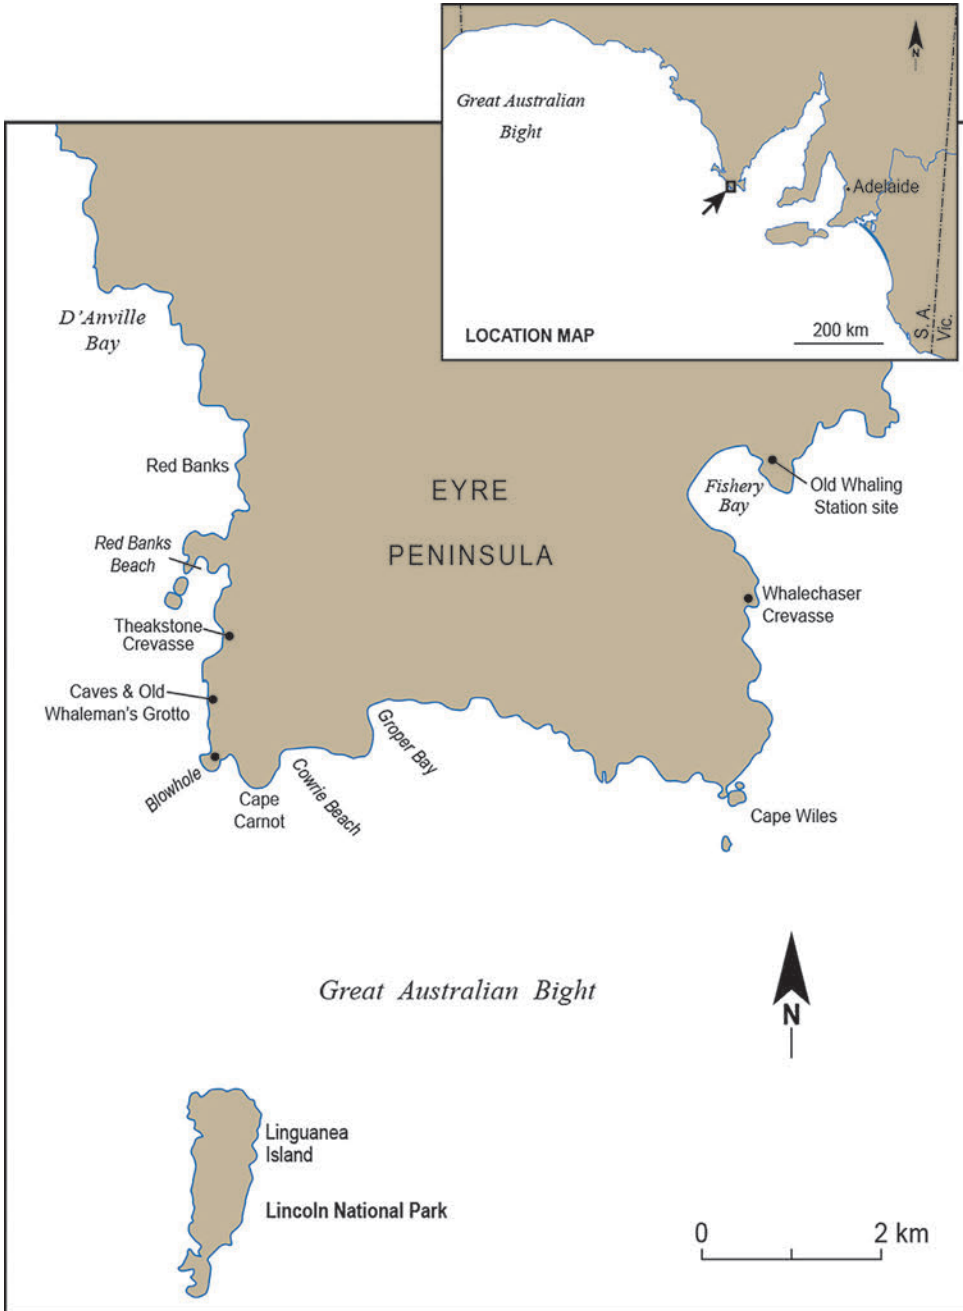 Great Australian
Bight
N
Adelaide
LOCATION MAP
200 km
S. A.
Vic.
D'Anville
Bay
Red Banks
EYRE
PENINSULA
Fishery
Bay
Old Whaling
Station site
Red Banks
Beach
Whalechaser
Crevasse
Theakstone
Crevasse
Caves & Old
Whaleman's Grotto
Groper Bay
Blowhole
Cape
Carnot
Cowrie Beach
Cape Wiles
Great Australian Bight
N
Linguanea
Island
Lincoln National Park
0
2 km